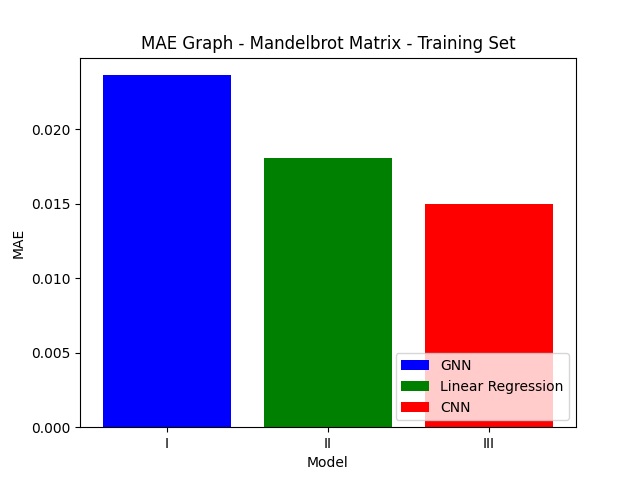 MAE Graph - Mandelbrot Matrix - Training Set
MAE
0.020
0.015
0.010
0.005
0.000
I
II
III
Model
GNN
Linear Regression
CNN